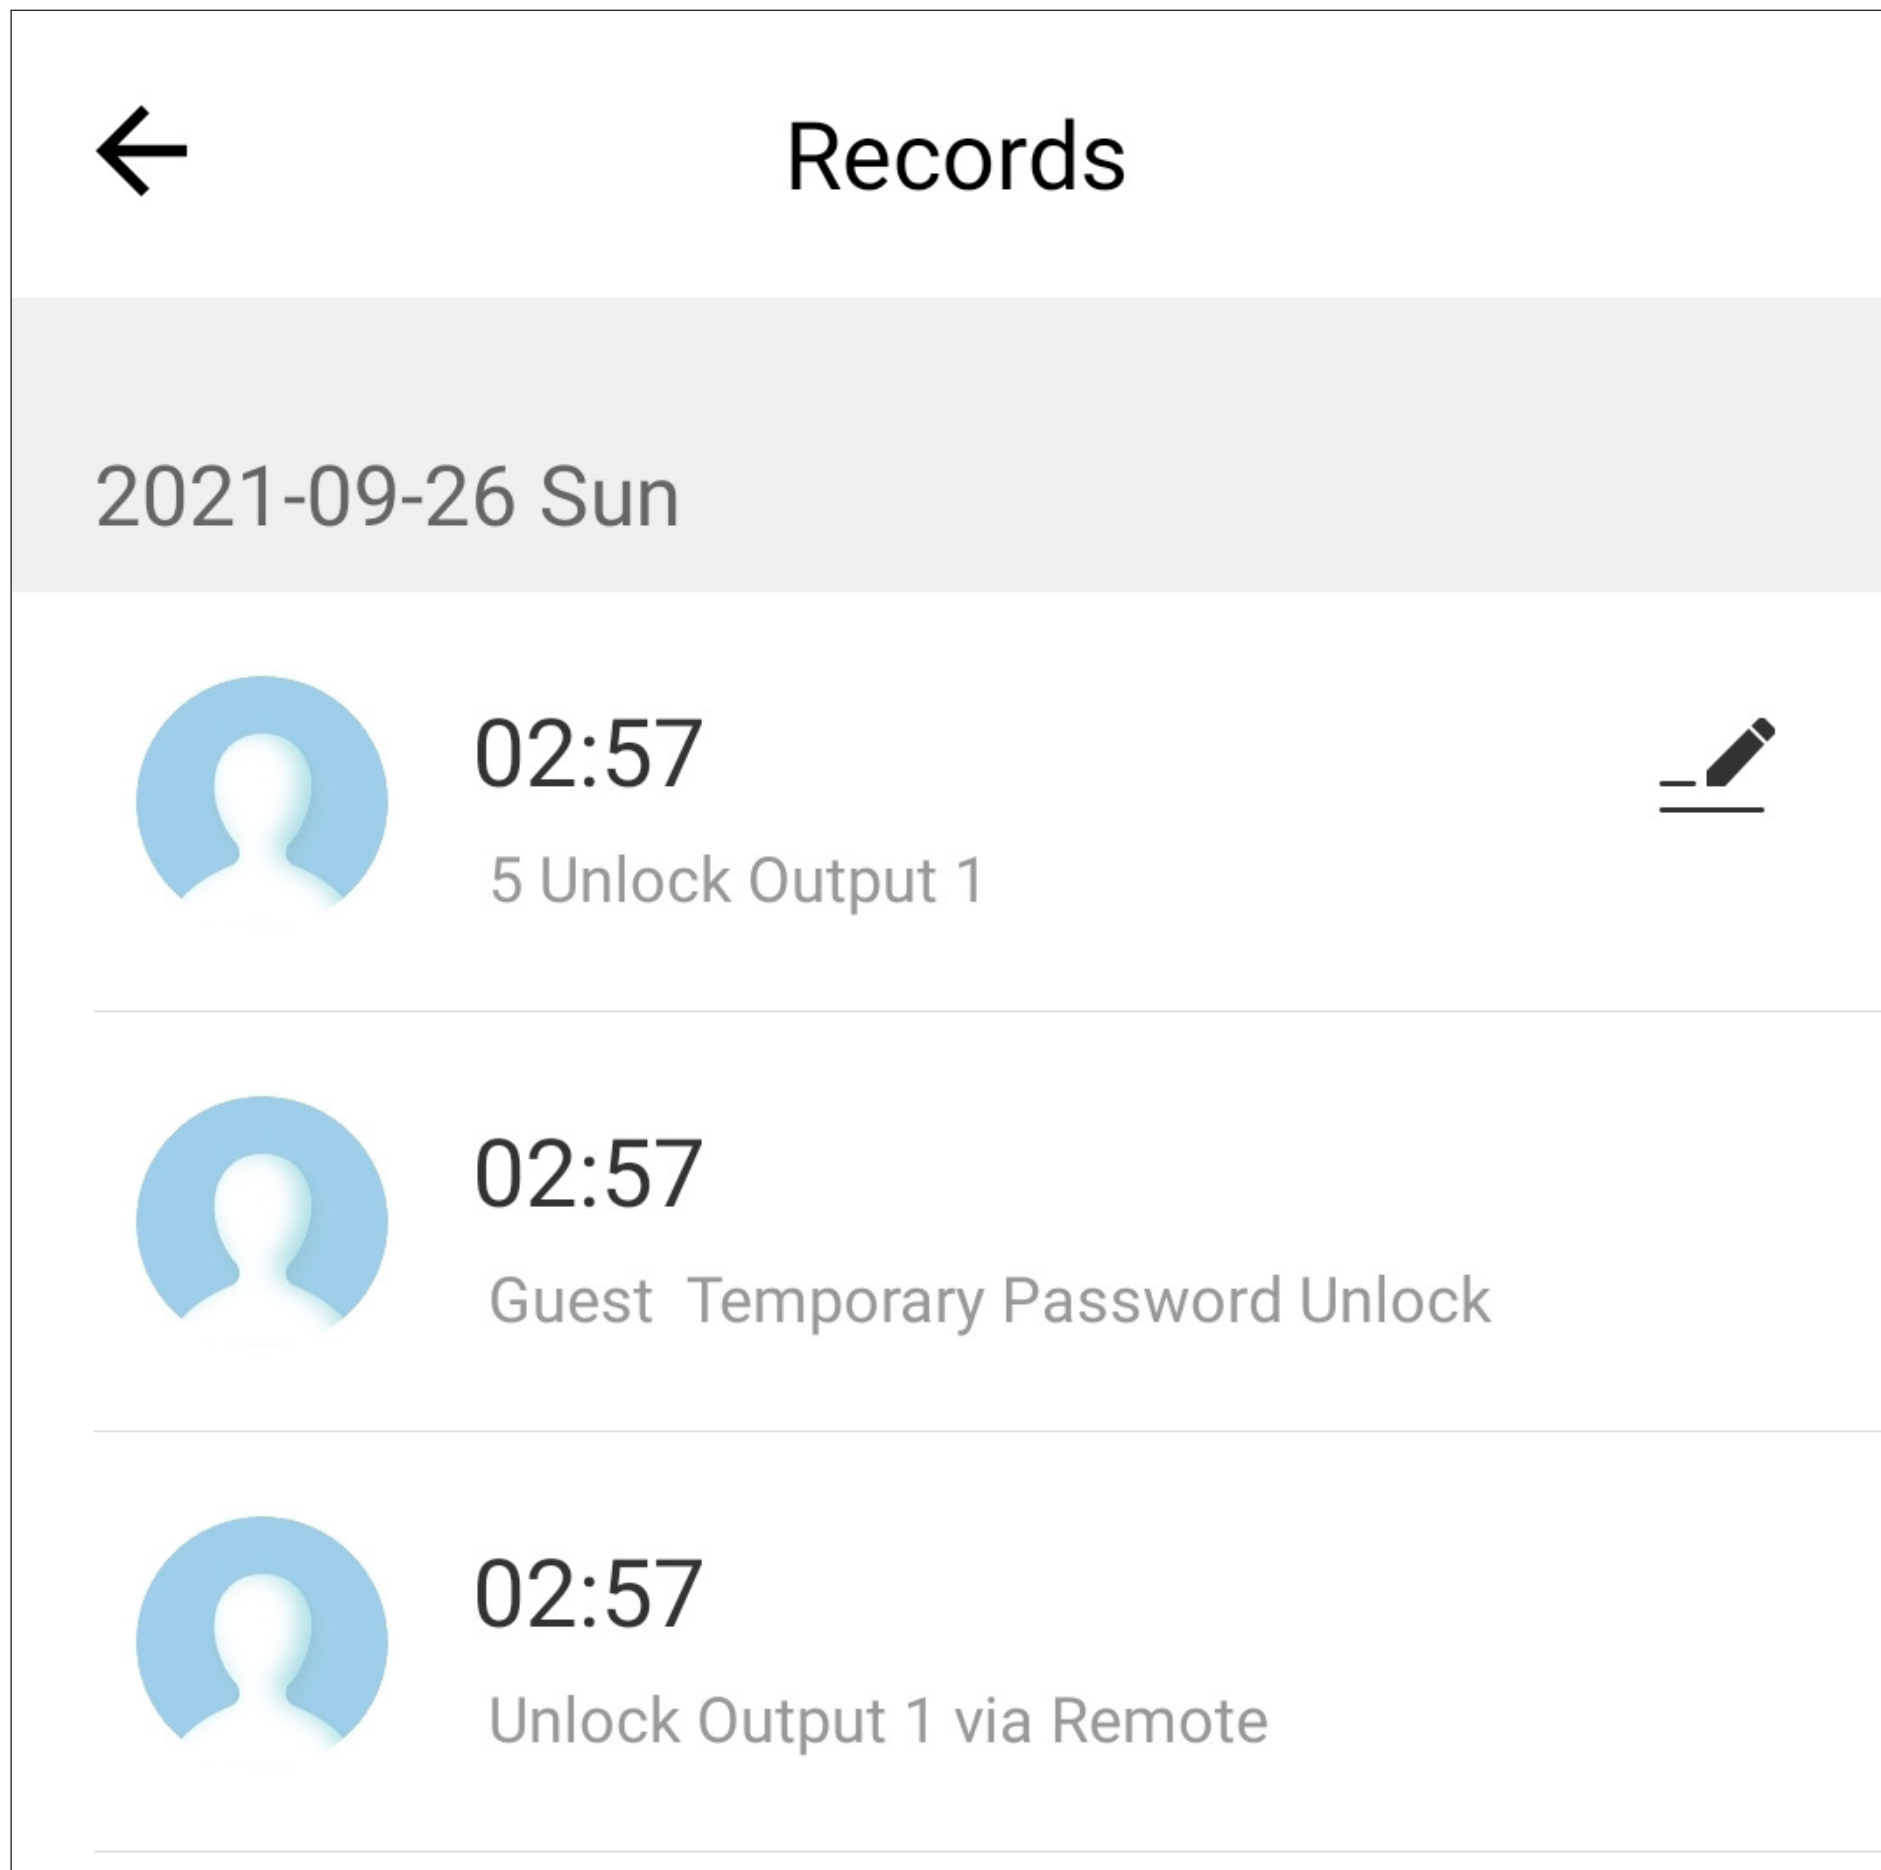 Records
2021-09-26 Sun
02:57
5 Unlock Output 1
02:57
Guest  Temporary Password Unlock
02:57
Unlock Output 1 via Remote